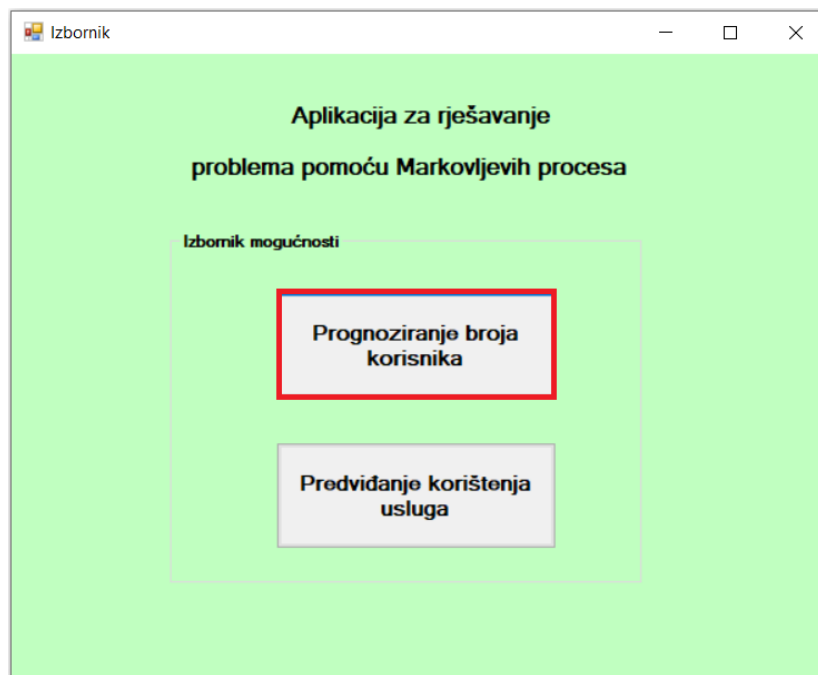 Izbornik
Aplikacija za rješavanje
problema pomoću Markovljevih procesa
Izbornik mogućnosti
Prognoziranje broja
korisnika
Predviđanje korištenja
usluga